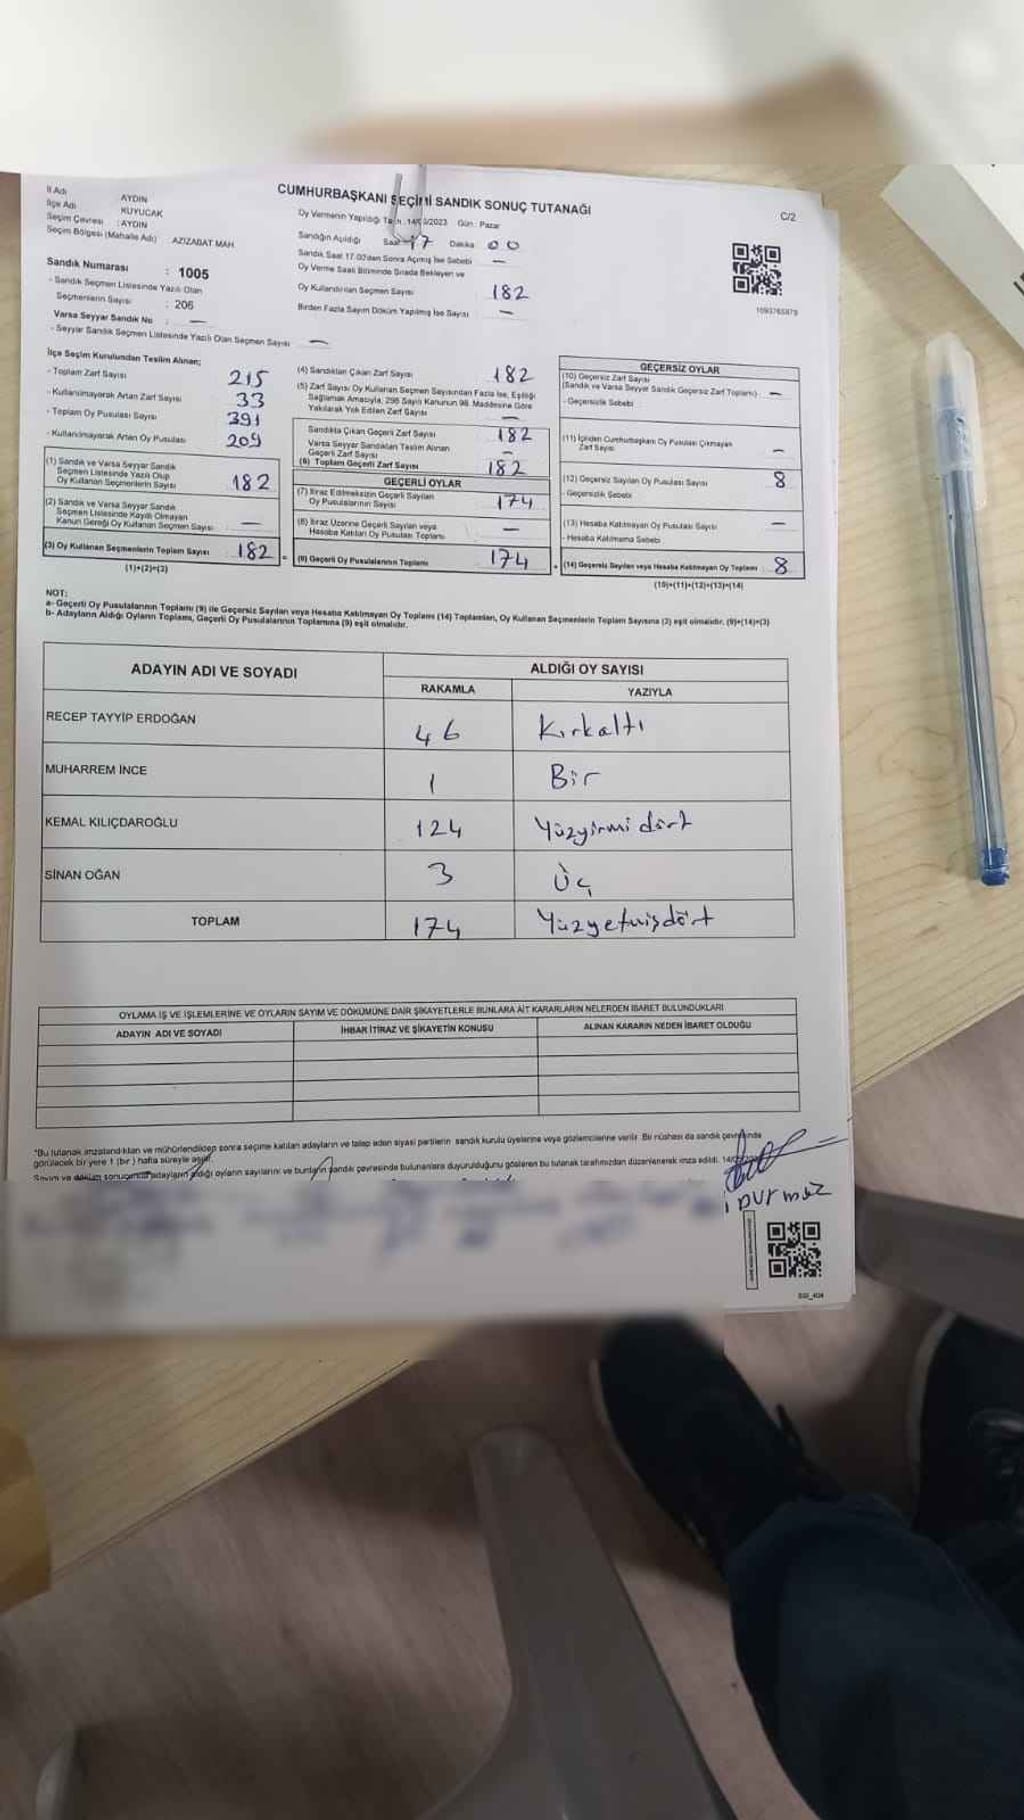 CUMHURBAŞKANI SEÇİMİ SANDIK SONUÇ TUTANAĞI
C/2
İl Adı AYDIN
İlçe Adı KUYUCAK
Seçim Çevresi : AYDIN
Seçim Bölgesi (Mahalle Adı) AZIZABAT MAH.
Oy Vermenin Yapıldığı 14/ /2023 Gün: Pazar
Sandığın Açıldığı Saat 17 Dakika 00
Sandık Saat 17.00'dan Sonra Açılmış İse Sebebi —
Oy Verme Saati Bitiminde Sırada Bekleyen ve
Oy Kullandırılan Seçmen Sayısı 182
Birden Fazla Sayım Döküm Yapılmış İse Sayısı —
Sandık Numarası : 1005
- Sandık Seçmen Listesinde Yazılı Olan
Seçmenlerin Sayısı : 206
Varsa Seyyar Sandık No : —
- Seyyar Sandık Seçmen Listesinde Yazılı Olan Seçmen Sayısı —
İlçe Seçim Kurulundan Teslim Alınan;
- Toplam Zarf Sayısı 215
- Kullanılmayarak Artan Zarf Sayısı 33
- Toplam Oy Pusulası Sayısı 391
- Kullanılmayarak Artan Oy Pusulası 209
(1) Sandık ve Varsa Seyyar Sandık
Seçmen Listesinde Yazılı Olup
Oy Kullanan Seçmenlerin Sayısı 182
(2) Sandık ve Varsa Seyyar Sandık
Seçmen Listesinde Kaydı Olmayan
Kanun Gereği Oy Kullanan Seçmen Sayısı —
(3) Oy Kullanan Seçmenlerin Toplam Sayısı 182
(1)+(2)=(3)
(4) Sandıktan Çıkan Zarf Sayısı 182
(5) Zarf Sayısı Oy Kullanan Seçmen Sayısından Fazla İse, Eşitliği
Sağlamak Amacıyla, 298 Sayılı Kanunun 98. Maddesine Göre
Yakılarak Yok Edilen Zarf Sayısı —
Sandıkta Çıkan Geçerli Zarf Sayısı 182
Varsa Seyyar Sandıktan Teslim Alınan
Geçerli Zarf Sayısı —
(6) Toplam Geçerli Zarf Sayısı 182
GEÇERLİ OYLAR
(7) İtiraz Edilmeksizin Geçerli Sayılan
Oy Pusulalarının Sayısı 174
(8) İtiraz Üzerine Geçerli Sayılan veya
Hesaba Katılan Oy Pusulası Toplamı —
= (9) Geçerli Oy Pusulalarının Toplamı 174
1093765879
GEÇERSİZ OYLAR
(10) Geçersiz Zarf Sayısı
(Sandık ve Varsa Seyyar Sandık Geçersiz Zarf Toplamı) —
- Geçersizlik Sebebi
(11) İçinden Cumhurbaşkanı Oy Pusulası Çıkmayan
Zarf Sayısı —
(12) Geçersiz Sayılan Oy Pusulası Sayısı 8
- Geçersizlik Sebebi
(13) Hesaba Katılmayan Oy Pusulası Sayısı —
- Hesaba Katılmama Sebebi
+ (14) Geçersiz Sayılan veya Hesaba Katılmayan Oy Toplamı 8
(10)+(11)+(12)+(13)=(14)
NOT:
a- Geçerli Oy Pusulalarının Toplamı (9) ile Geçersiz Sayılan veya Hesaba Katılmayan Oy Toplamı (14) Toplamları, Oy Kullanan Seçmenlerin Toplam Sayısına (3) eşit olmalıdır. (9)+(14)=(3)
b- Adayların Aldığı Oyların Toplamı, Geçerli Oy Pusulalarının Toplamına (9) eşit olmalıdır.
ADAYIN ADI VE SOYADI ALDIĞI OY SAYISI
RAKAMLA YAZIYLA
RECEP TAYYİP ERDOĞAN 46 Kırkaltı
MUHARREM İNCE 1 Bir
KEMAL KILIÇDAROĞLU 124 Yüzyirmi dört
SİNAN OĞAN 3 Üç
TOPLAM 174 Yüzyetmişdört
OYLAMA İŞ VE İŞLEMLERİNE VE OYLARIN SAYIM VE DÖKÜMÜNE DAİR ŞİKAYETLERLE BUNLARA AİT KARARLARIN NELERDEN İBARET BULUNDUKLARI
ADAYIN ADI VE SOYADI İHBAR İTİRAZ VE ŞİKAYETİN KONUSU ALINAN KARARIN NEDEN İBARET OLDUĞU
"Bu tutanak imzalandıktan ve mühürlendikten sonra seçime katılan adayların ve talep eden siyasi partilerin sandık kurulu üyelerine veya gözlemcilerine verilir. Bir nüshası da sandık çevresinde
görülecek bir yere 1 (bir) hafta süreyle asılır.
Sayım ve döküm sonuçunda adayların aldığı oyların sayılarını ve bunların sandık çevresinde bulunanlara duyurulduğunu gösteren bu tutanak tarafımızdan düzenlenerek imza edildi.
Durmaz